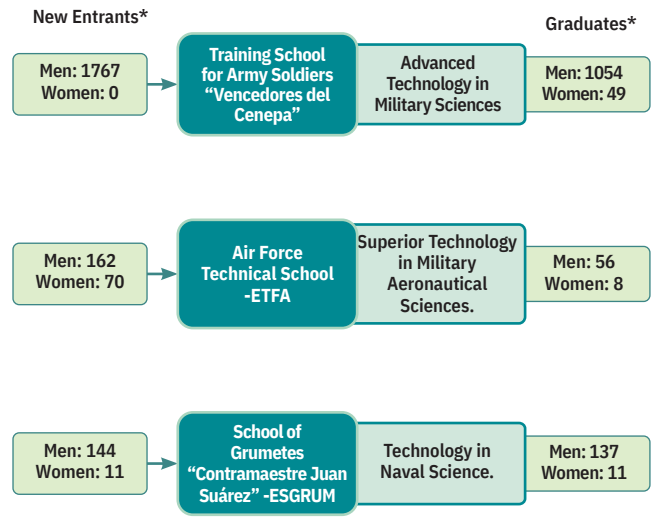 New Entrants*
Graduates*
Men: 1767
Women: 0
Training School
for Army Soldiers
“Vencedores del
Cenepa”
Advanced
Technology in
Military Sciences
Men: 1054
Women: 49
Men: 162
Women: 70
Air Force
Technical School
-ETFA
Superior Technology
in Military
Aeronautical
Sciences.
Men: 56
Women: 8
Men: 144
Women: 11
School of
Grumetes
“Contramaestre Juan
Suárez” -ESGRUM
Technology in
Naval Science.
Men: 137
Women: 11